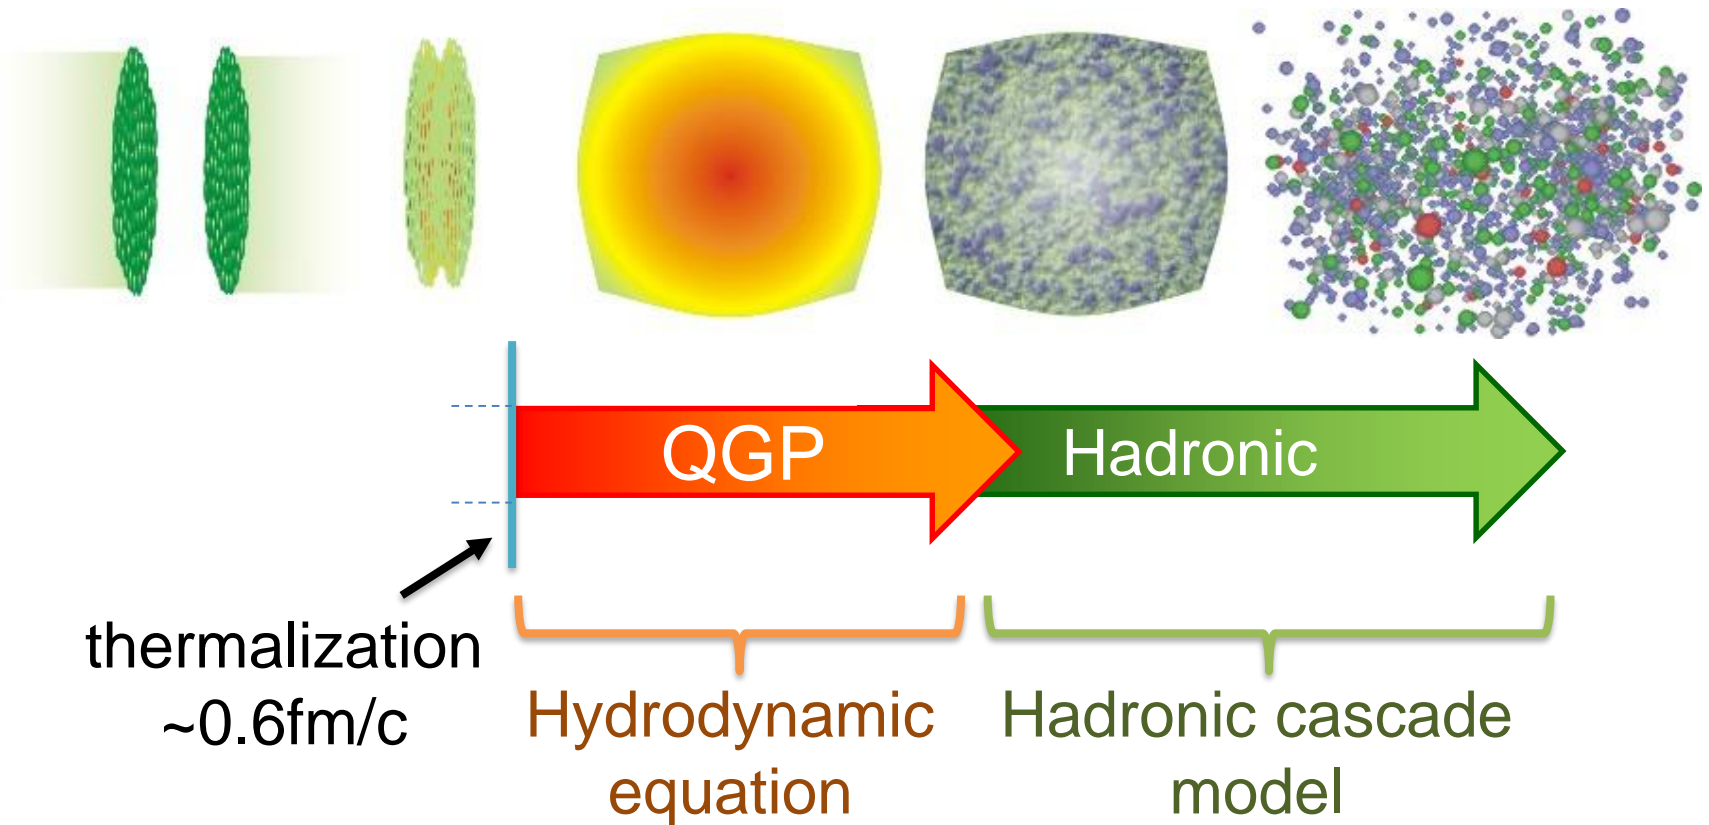 QGP
Hadronic
thermalization
~0.6fm/c
Hydrodynamic
equation
Hadronic cascade
model